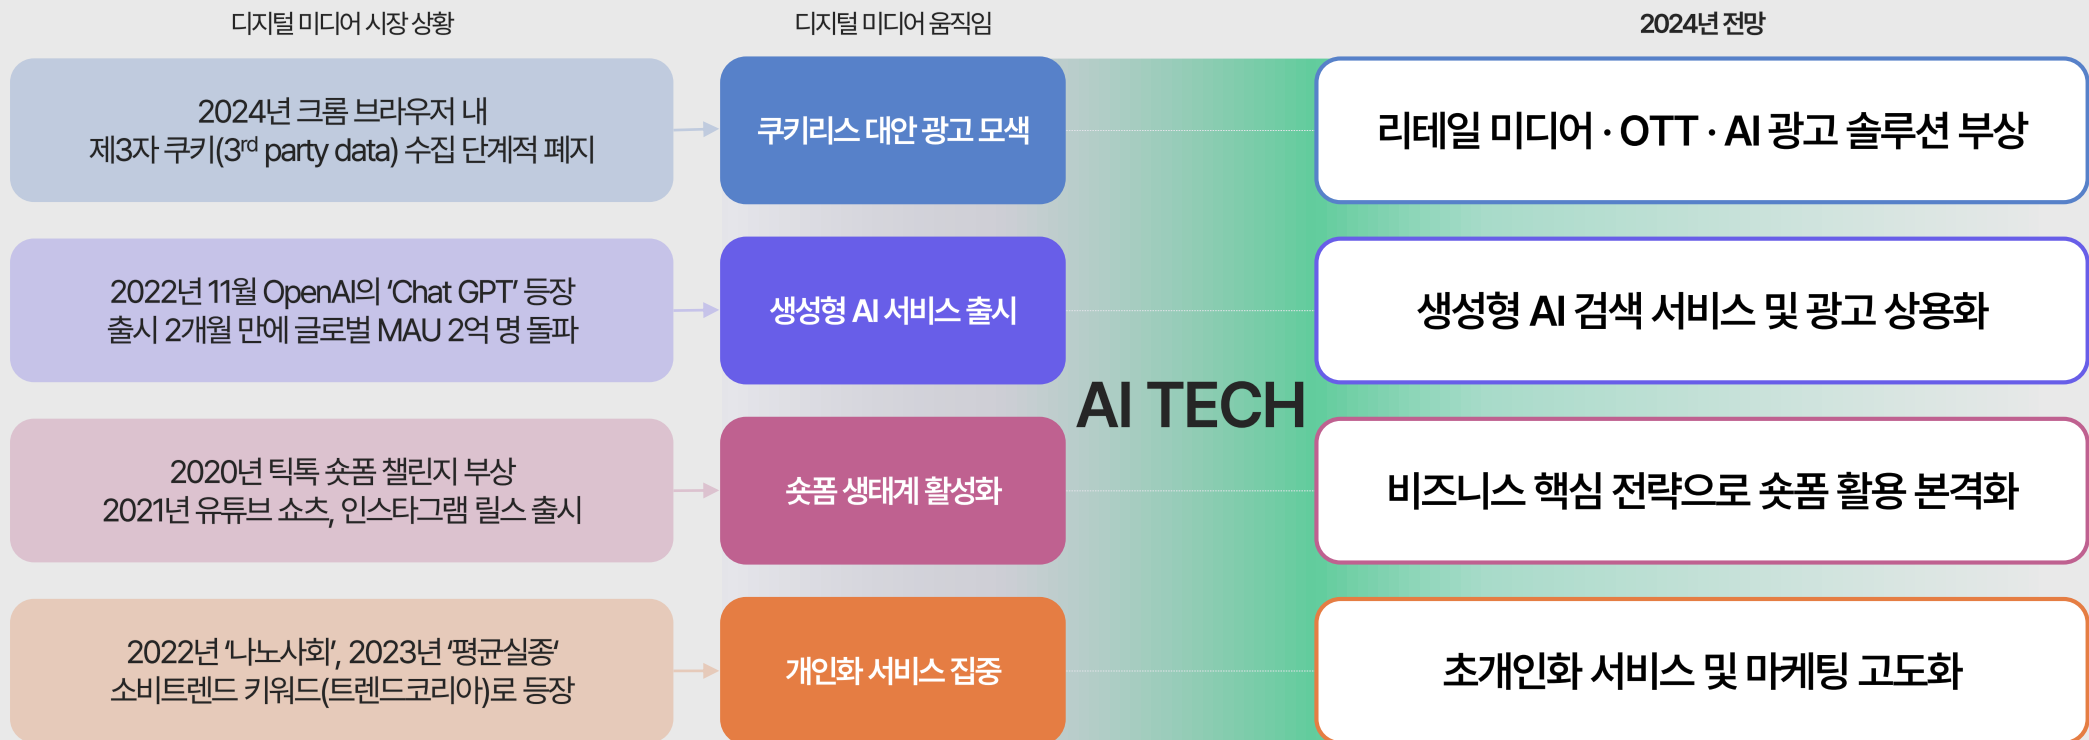 디지털 미디어 시장 상황
디지털 미디어 움직임
2024년 전망
2024년 크롬 브라우저 내
제3자 쿠키(3rd party data) 수집 단계적 폐지
쿠키리스 대안 광고 모색
리테일 미디어 · OTT · AI 광고 솔루션 부상
2022년 11월 OpenAI의 ‘Chat GPT’ 등장
출시 2개월 만에 글로벌 MAU 2억 명 돌파
생성형 AI 서비스 출시
생성형 AI 검색 서비스 및 광고 상용화
AI TECH
2020년 틱톡 숏폼 챌린지 부상
2021년 유튜브 쇼츠, 인스타그램 릴스 출시
숏폼 생태계 활성화
비즈니스 핵심 전략으로 숏폼 활용 본격화
2022년 ‘나노사회’, 2023년 ‘평균실종‘
소비트렌드 키워드(트렌드코리아)로 등장
개인화 서비스 집중
초개인화 서비스 및 마케팅 고도화